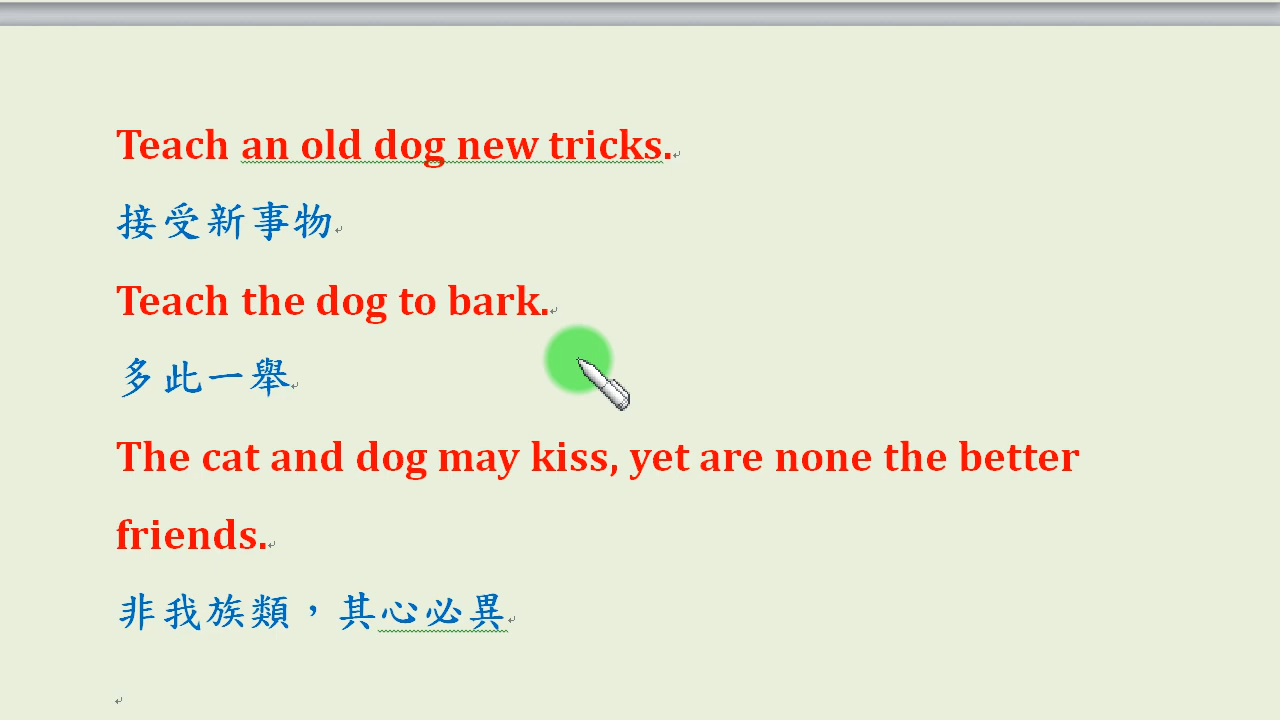 Teach an old dog new tricks.
接受新事物
Teach the dog to bark.
多此一舉
The cat and dog may kiss, yet are none the better
friends.
非我族類，其心必異